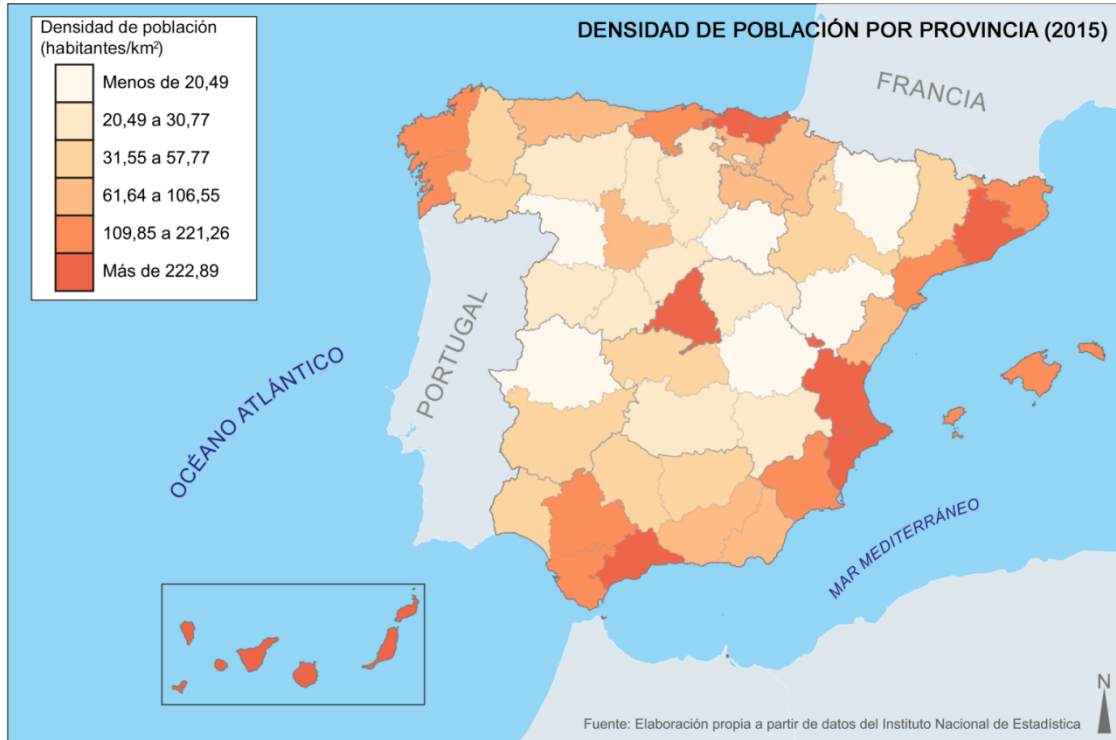 Densidad de población
(habitantes/km²)
Menos de 20,49
20,49 a 30,77
31,55 a 57,77
61,64 a 106,55
109,85 a 221,26
Más de 222,89
DENSIDAD DE POBLACIÓN POR PROVINCIA (2015)
FRANCIA
PORTUGAL
OCÉANO ATLÁNTICO
MAR MEDITERRÁNEO
N
Fuente: Elaboración propia a partir de datos del Instituto Nacional de Estadística